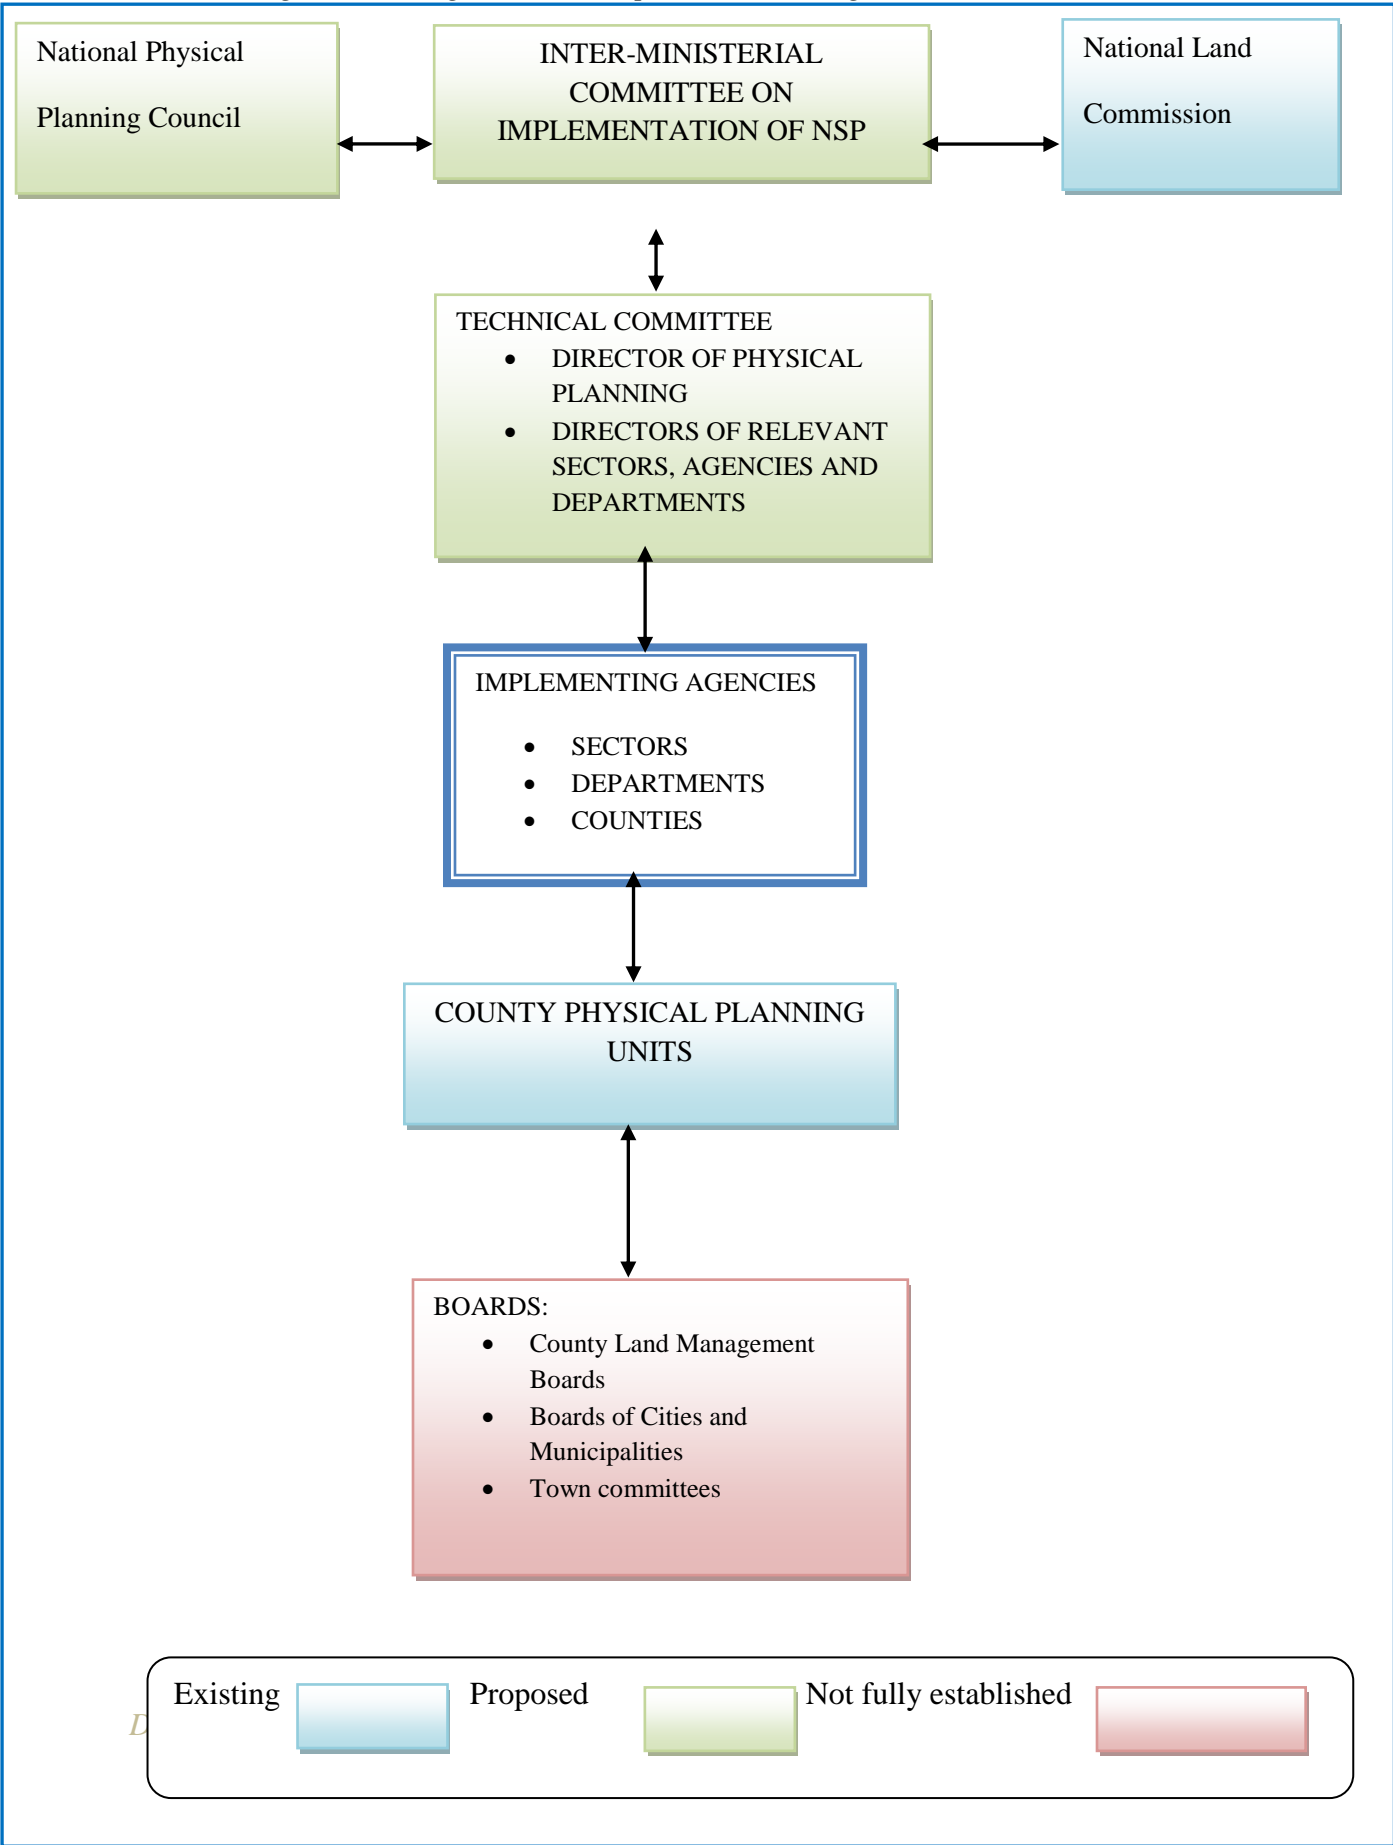 National Physical
Planning Council
INTER-MINISTERIAL
COMMITTEE ON
IMPLEMENTATION OF NSP
National Land
Commission
TECHNICAL COMMITTEE
• DIRECTOR OF PHYSICAL
PLANNING
• DIRECTORS OF RELEVANT
SECTORS, AGENCIES AND
DEPARTMENTS
IMPLEMENTING AGENCIES
• SECTORS
• DEPARTMENTS
• COUNTIES
COUNTY PHYSICAL PLANNING
UNITS
BOARDS:
• County Land Management
Boards
• Boards of Cities and
Municipalities
• Town committees
Existing Proposed Not fully established